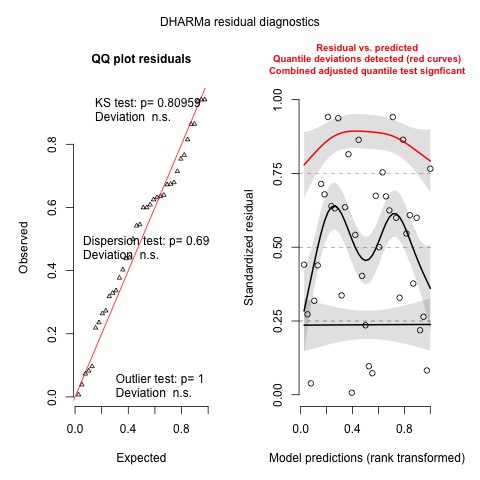 DHARMa residual diagnostics
QQ plot residuals
KS test: p= 0.80959
Deviation n.s.
Dispersion test: p= 0.69
Deviation n.s.
Outlier test: p= 1
Deviation n.s.
Observed
0.0
0.2
0.4
0.6
0.8
0.0
0.4
0.8
Expected
Residual vs. predicted
Quantile deviations detected (red curves)
Combined adjusted quantile test signficant
Standardized residual
0.00
0.25
0.50
0.75
1.00
0.0
0.4
0.8
Model predictions (rank transformed)